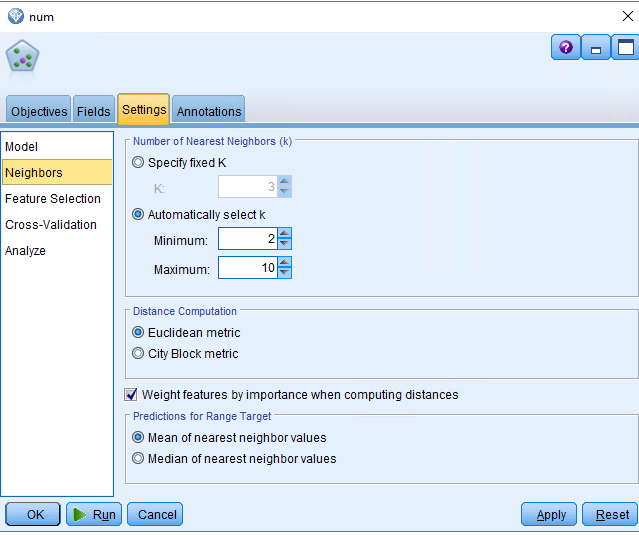 num
Objectives Fields Settings Annotations
Model
Neighbors
Feature Selection
Cross-Validation
Analyze
Number of Nearest Neighbors (k)
Specify fixed K
K: 3
Automatically select k
Minimum: 2
Maximum: 10
Distance Computation
Euclidean metric
City Block metric
Weight features by importance when computing distances
Predictions for Range Target
Mean of nearest neighbor values
Median of nearest neighbor values
OK Run Cancel Apply Reset